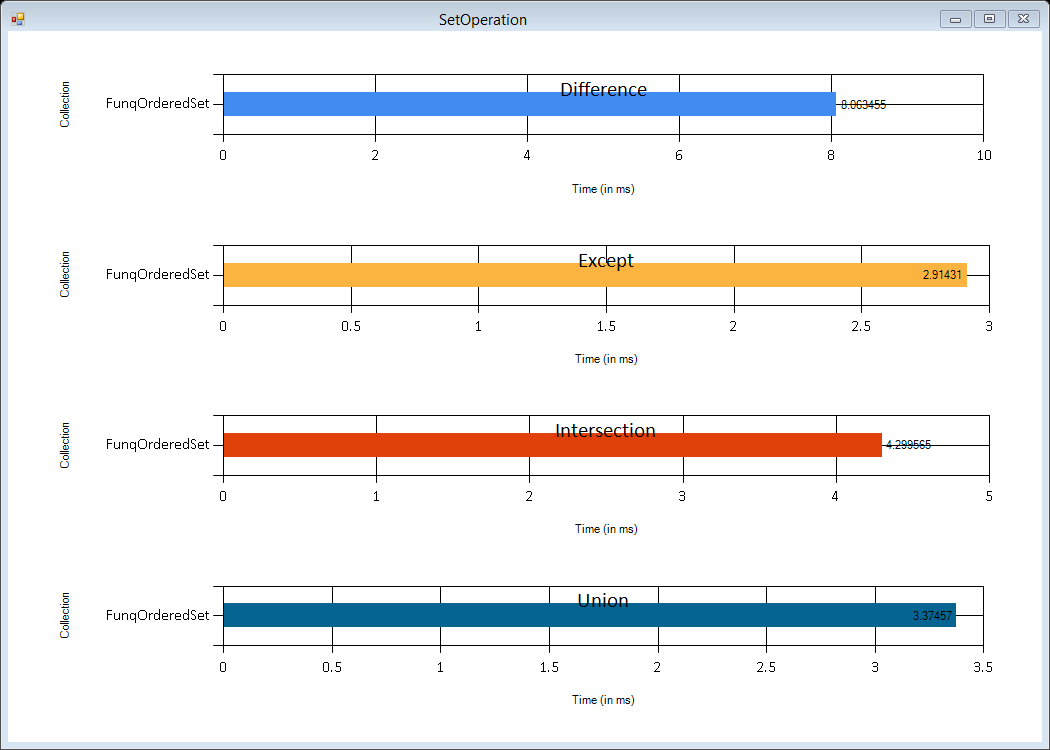 SetOperation
Difference
Collection
FunqOrderedSet
8.063455
0 2 4 6 8 10
Time (in ms)
Except
Collection
FunqOrderedSet
2.91431
0 0.5 1 1.5 2 2.5 3
Time (in ms)
Intersection
Collection
FunqOrderedSet
4.299565
0 1 2 3 4 5
Time (in ms)
Union
Collection
FunqOrderedSet
3.37457
0 0.5 1 1.5 2 2.5 3 3.5
Time (in ms)